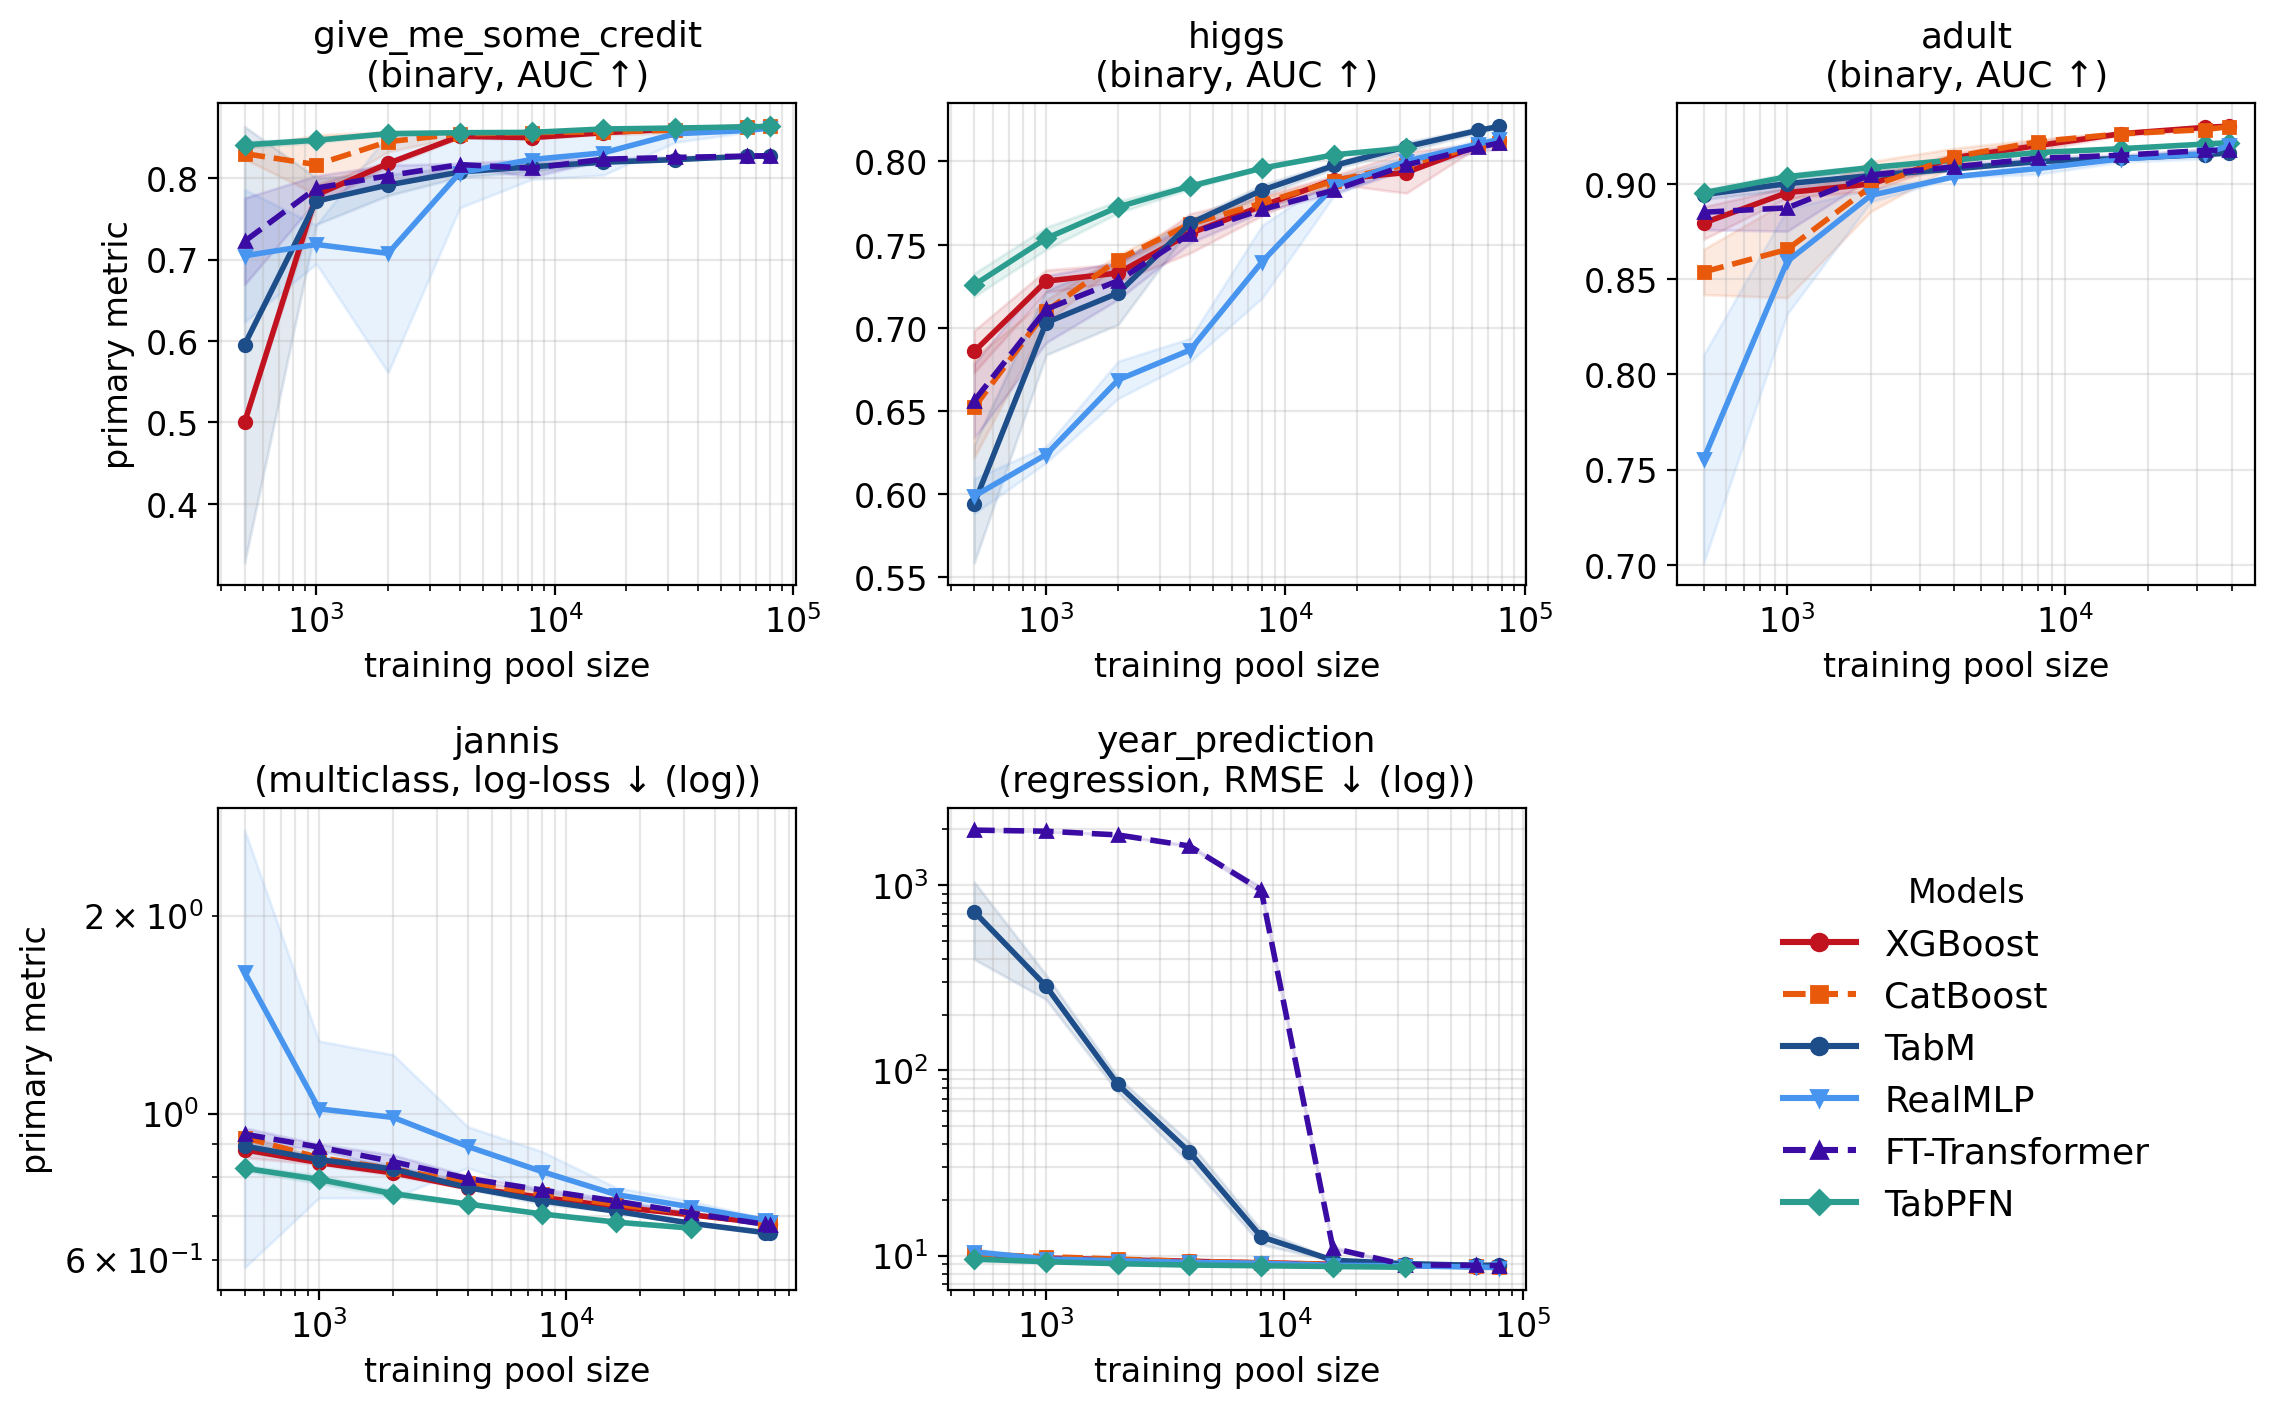 give_me_some_credit
(binary, AUC ↑)
primary metric
0.8
0.7
0.6
0.5
0.4
10³
10⁴
10⁵
training pool size
higgs
(binary, AUC ↑)
0.80
0.75
0.70
0.65
0.60
0.55
10³
10⁴
10⁵
training pool size
adult
(binary, AUC ↑)
0.90
0.85
0.80
0.75
0.70
10³
10⁴
training pool size
jannis
(multiclass, log-loss ↓ (log))
primary metric
2 × 10⁰
10⁰
6 × 10⁻¹
10³
10⁴
training pool size
year_prediction
(regression, RMSE ↓ (log))
10³
10²
10¹
10³
10⁴
10⁵
training pool size
Models
XGBoost
CatBoost
TabM
RealMLP
FT-Transformer
TabPFN